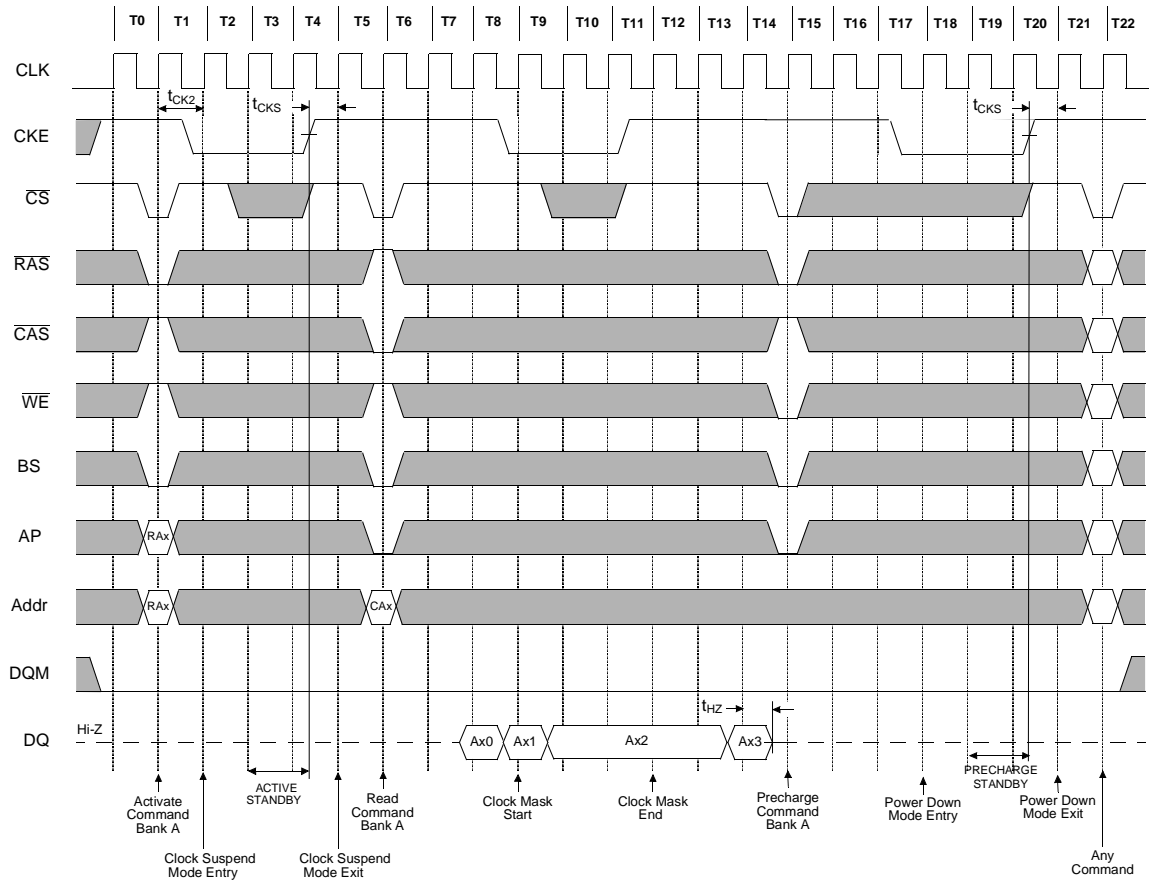 T0 T1 T2 T3 T4 T5 T6 T7 T8 T9 T10 T11 T12 T13 T14 T15 T16 T17 T18 T19 T20 T21 T22
CLK
tCK2
tCKS
tCKS
CKE
CS
RAS
CAS
WE
BS
AP
RAx
Addr
RAx
CAx
DQM
tHZ
Hi-Z
DQ
Ax0
Ax1
Ax2
Ax3
Activate
Command
Bank A
ACTIVE
STANDBY
Read
Command
Bank A
Clock Mask
Start
Clock Mask
End
Precharge
Command
Bank A
Power Down
Mode Entry
PRECHARGE
STANDBY
Power Down
Mode Exit
Clock Suspend
Mode Entry
Clock Suspend
Mode Exit
Any
Command